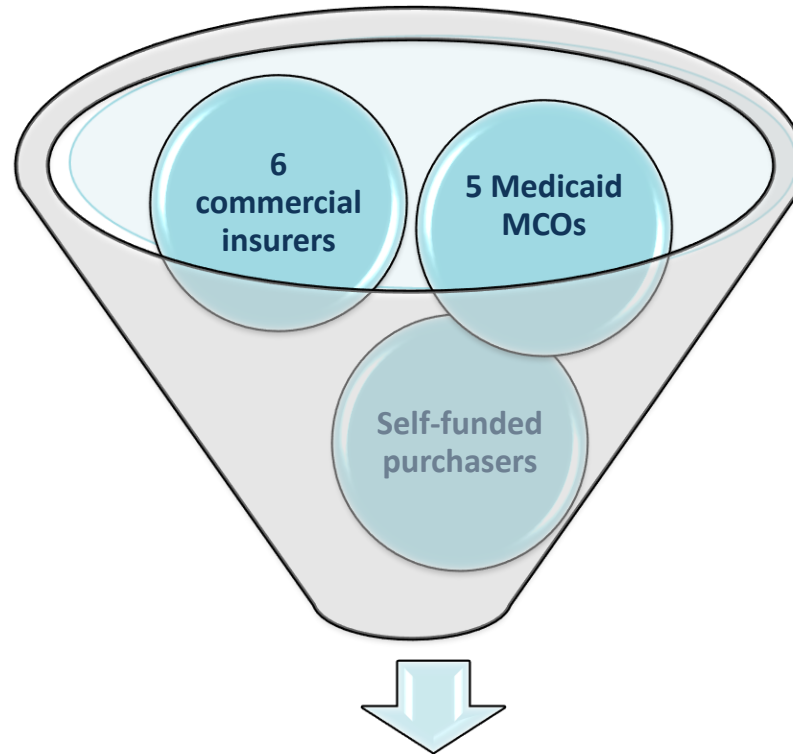 6
commercial
insurers
5 Medicaid
MCOs
Self-funded
purchasers